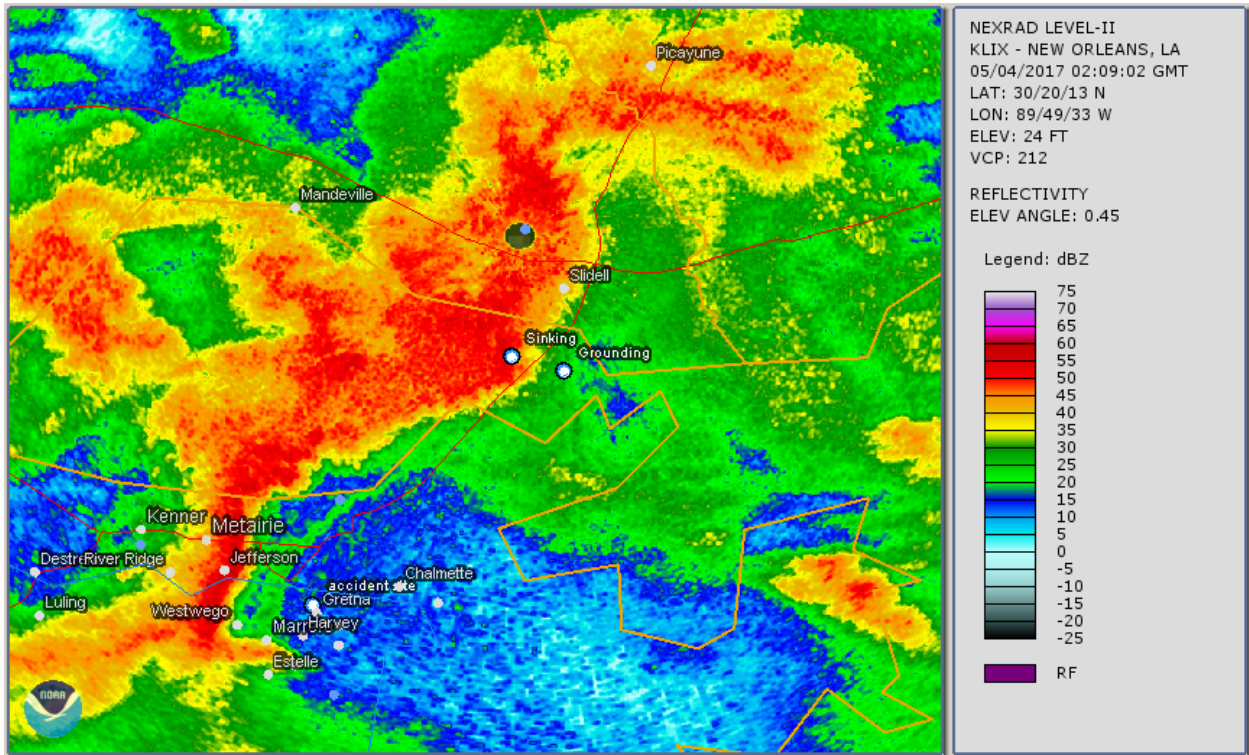 Picayune
Mandeville
Slidell
Sinking
Grounding
Kenner
Metairie
River Ridge
Jefferson
Chalmette
Luling
Westwego
Gretna
Harvey
Estelle
NOAA
NEXRAD LEVEL-II
KLIX - NEW ORLEANS, LA
05/04/2017 02:09:02 GMT
LAT: 30/20/13 N
LON: 89/49/33 W
ELEV: 24 FT
VCP: 212
REFLECTIVITY
ELEV ANGLE: 0.45
Legend: dBZ
75
70
65
60
55
50
45
40
35
30
25
20
15
10
5
0
-5
-10
-15
-20
-25
RF